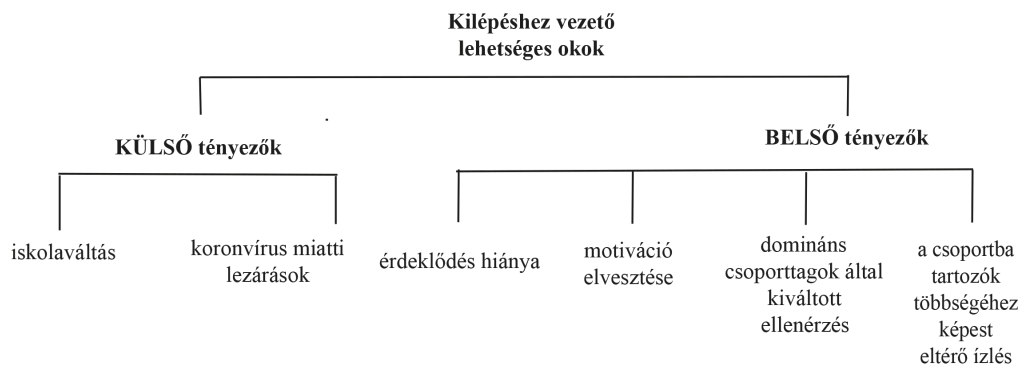 Kilépéshez vezető
lehetséges okok
KÜLSŐ tényezők
BELSŐ tényezők
iskolaváltás
koronvírus miatti
lezárások
érdeklődés hiánya
motiváció
elvesztése
domináns
csoporttagok által
kiváltott
ellenérzés
a csoportba
tartozók
többségéhez
képest
eltérő ízlés